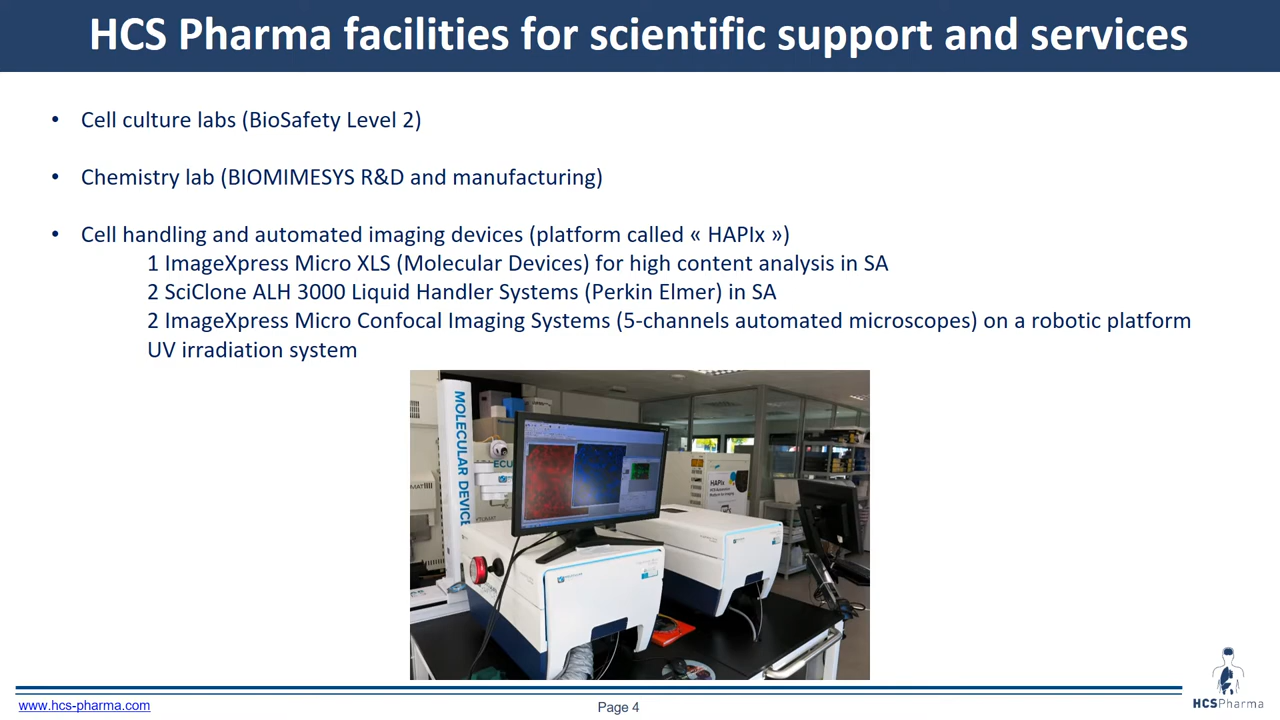 HCS Pharma facilities for scientific support and services
• Cell culture labs (BioSafety Level 2)
• Chemistry lab (BIOMIMESYS R&D and manufacturing)
• Cell handling and automated imaging devices (platform called « HAPIx »)
1 ImageXpress Micro XLS (Molecular Devices) for high content analysis in SA
2 SciClone ALH 3000 Liquid Handler Systems (Perkin Elmer) in SA
2 ImageXpress Micro Confocal Imaging Systems (5-channels automated microscopes) on a robotic platform
UV irradiation system
MOLECULAR DEVICE
HAPIx
www.hcs-pharma.com
Page 4
HCSPharma